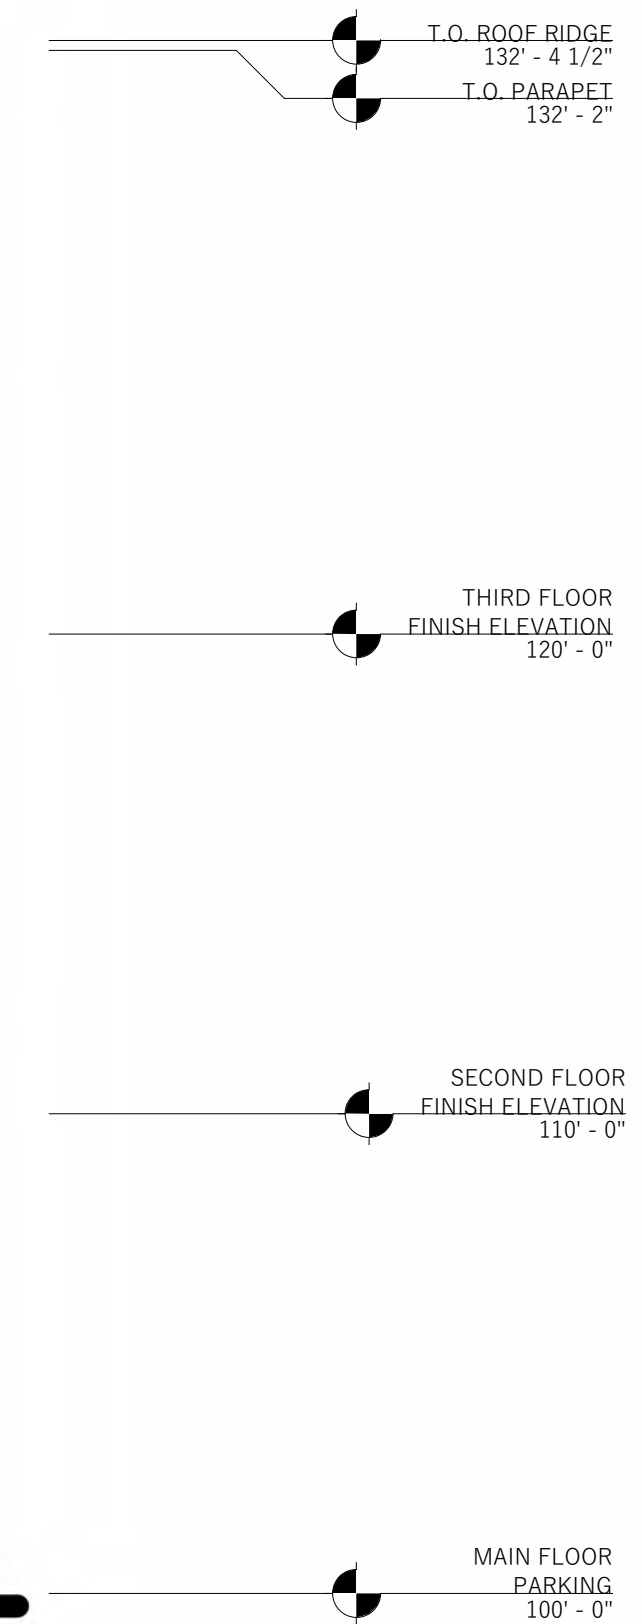 T.O. ROOF RIDGE
132' - 4 1/2"
T.O. PARAPET
132' - 2"
THIRD FLOOR
FINISH ELEVATION
120' - 0"
SECOND FLOOR
FINISH ELEVATION
110' - 0"
MAIN FLOOR
PARKING
100' - 0"